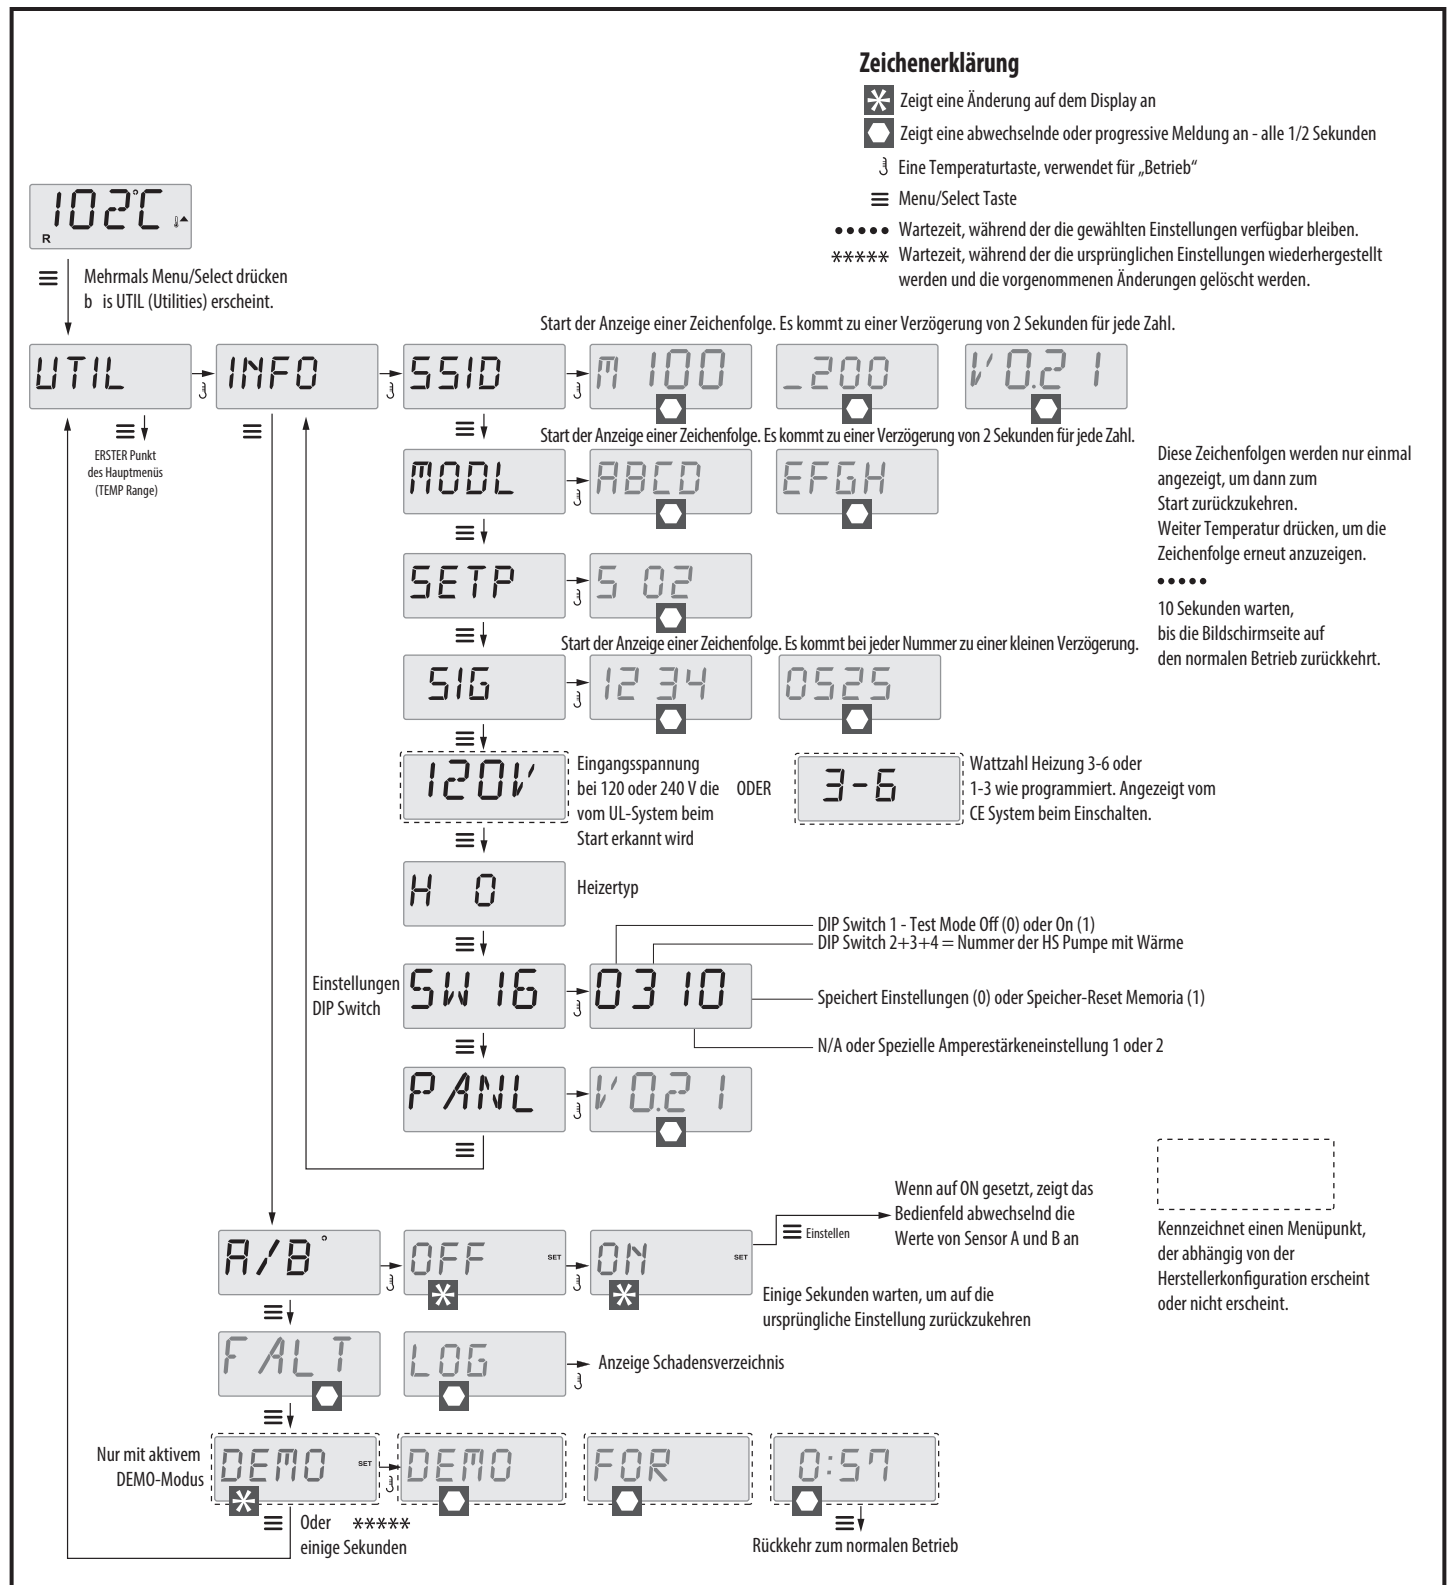 Zeichenerklärung
Zeigt eine Änderung auf dem Display an
Zeigt eine abwechselnde oder progressive Meldung an - alle 1/2 Sekunden
Eine Temperaturtaste, verwendet für „Betrieb“
Menu/Select Taste
••••• Wartezeit, während der die gewählten Einstellungen verfügbar bleiben.
***** Wartezeit, während der die ursprünglichen Einstellungen wiederhergestellt
werden und die vorgenommenen Änderungen gelöscht werden.
102°C
R
Mehrmals Menu/Select drücken
b is UTIL (Utilities) erscheint.
Start der Anzeige einer Zeichenfolge. Es kommt zu einer Verzögerung von 2 Sekunden für jede Zahl.
UTIL INFO SSID M 100 _200 V 0.21
ERSTER Punkt
des Hauptmenüs
(TEMP Range)
Start der Anzeige einer Zeichenfolge. Es kommt zu einer Verzögerung von 2 Sekunden für jede Zahl.
MODL ABCD EFGH
Diese Zeichenfolgen werden nur einmal
angezeigt, um dann zum
Start zurückzukehren.
Weiter Temperatur drücken, um die
Zeichenfolge erneut anzuzeigen.
•••••
10 Sekunden warten,
bis die Bildschirmseite auf
den normalen Betrieb zurückkehrt.
SETP S 02
Start der Anzeige einer Zeichenfolge. Es kommt bei jeder Nummer zu einer kleinen Verzögerung.
SIG 1234 0525
120V
Eingangsspannung
bei 120 oder 240 V die
vom UL-System beim
Start erkannt wird
ODER
3-6
Wattzahl Heizung 3-6 oder
1-3 wie programmiert. Angezeigt vom
CE System beim Einschalten.
H 0
Heizertyp
DIP Switch 1 - Test Mode Off (0) oder On (1)
DIP Switch 2+3+4 = Nummer der HS Pumpe mit Wärme
Einstellungen
DIP Switch
SW 16 0310
Speichert Einstellungen (0) oder Speicher-Reset Memoria (1)
N/A oder Spezielle Amperestärkeneinstellung 1 oder 2
PANL V 0.21
Kennzeichnet einen Menüpunkt,
der abhängig von der
Herstellerkonfiguration erscheint
oder nicht erscheint.
A/B° OFF SET ON SET
Einstellen
Wenn auf ON gesetzt, zeigt das
Bedienfeld abwechselnd die
Werte von Sensor A und B an
Einige Sekunden warten, um auf die
ursprüngliche Einstellung zurückzukehren
FALT LOG
Anzeige Schadensverzeichnis
Nur mit aktivem
DEMO-Modus
DEMO SET DEMO FOR 0:57
Oder *****
einige Sekunden
Rückkehr zum normalen Betrieb